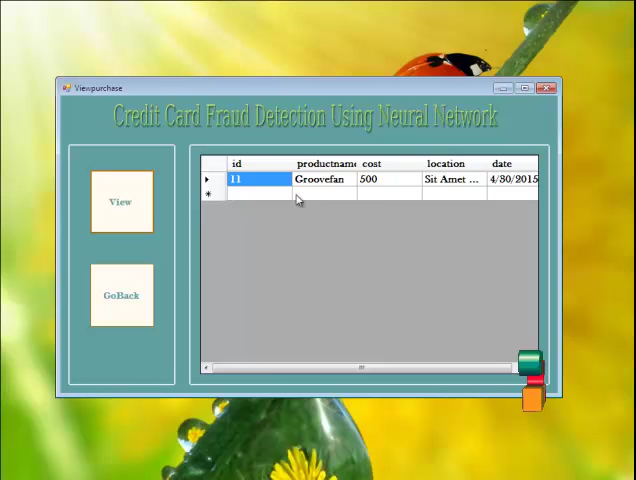 Viewpurchase
Credit Card Fraud Detection Using Neural Network
View
GoBack
id productname cost location date
11 Groovefan 500 Sit Amet ... 4/30/2015